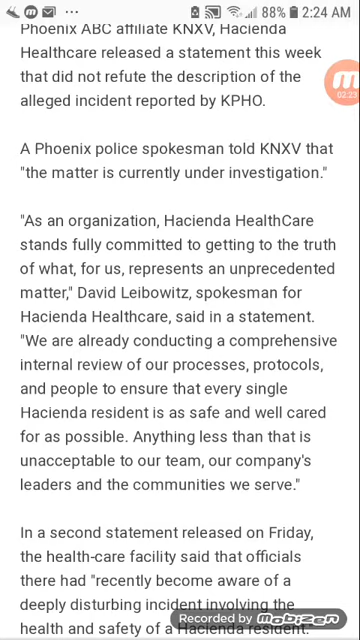 88% 2:24 AM
Phoenix ABC affiliate KNXV, Hacienda
Healthcare released a statement this week
that did not refute the description of the
alleged incident reported by KPHO.
02:23
A Phoenix police spokesman told KNXV that
"the matter is currently under investigation."
"As an organization, Hacienda HealthCare
stands fully committed to getting to the truth
of what, for us, represents an unprecedented
matter," David Leibowitz, spokesman for
Hacienda Healthcare, said in a statement.
"We are already conducting a comprehensive
internal review of our processes, protocols,
and people to ensure that every single
Hacienda resident is as safe and well cared
for as possible. Anything less than that is
unacceptable to our team, our company's
leaders and the communities we serve."
In a second statement released on Friday,
the health-care facility said that officials
there had "recently become aware of a
deeply disturbing incident involving the
Recorded by Mobizen
health and safety of a Hacienda resident.